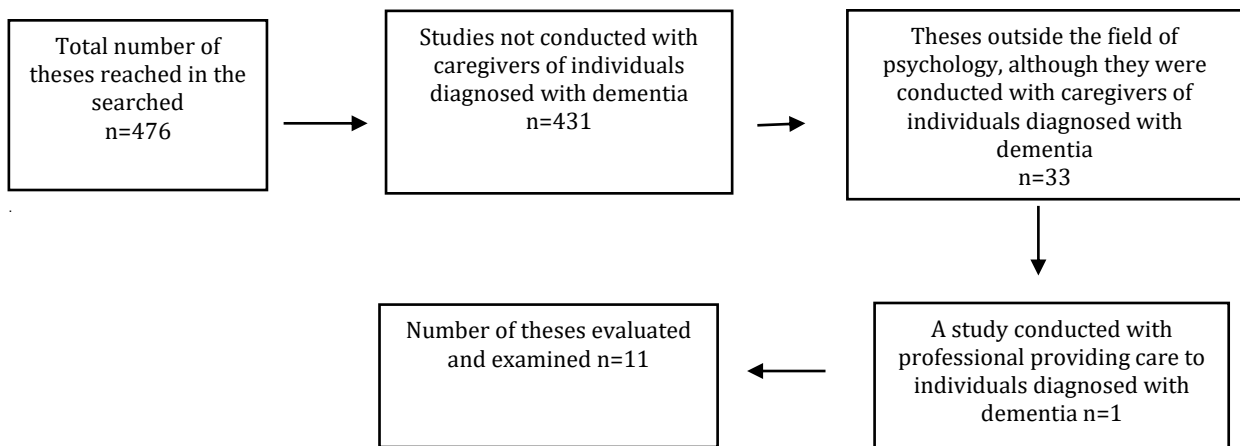 Total number of
theses reached in the
searched
n=476
Studies not conducted with
caregivers of individuals
diagnosed with dementia
n=431
Theses outside the field of
psychology, although they were
conducted with caregivers of
individuals diagnosed with
dementia
n=33
A study conducted with
professional providing care to
individuals diagnosed with
dementia n=1
Number of theses evaluated
and examined n=11